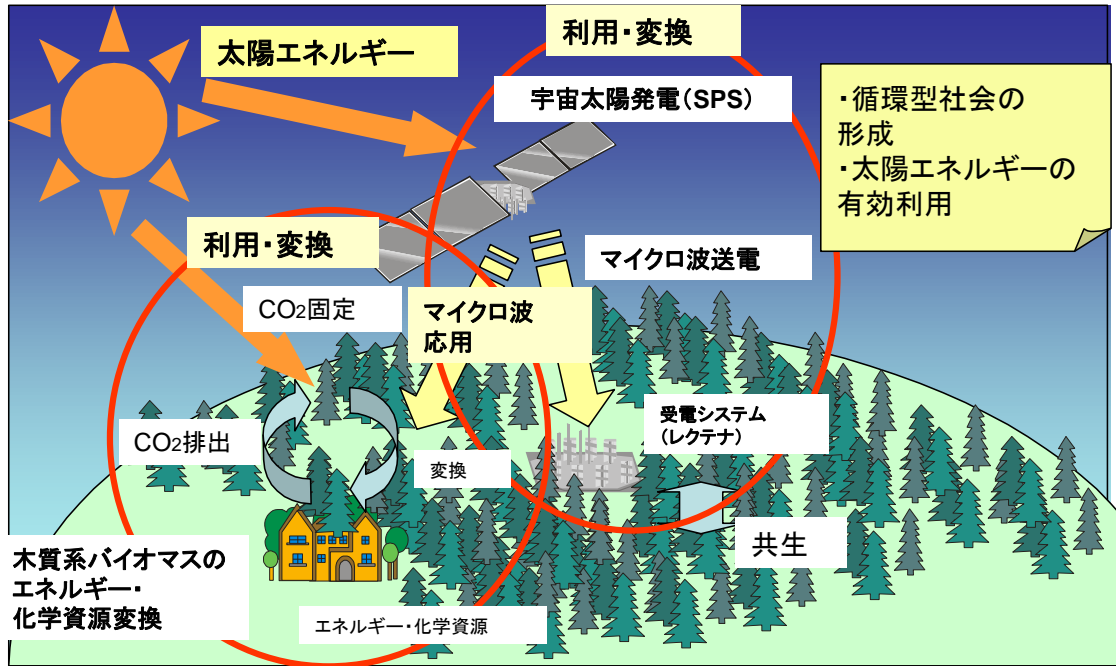 太陽エネルギー
利用・変換
宇宙太陽発電(SPS)
・循環型社会の
形成
・太陽エネルギーの
有効利用
利用・変換
マイクロ波送電
CO2固定
マイクロ波
応用
受電システム
(レクテナ)
CO2排出
変換
共生
木質系バイオマスの
エネルギー・
化学資源変換
エネルギー・化学資源